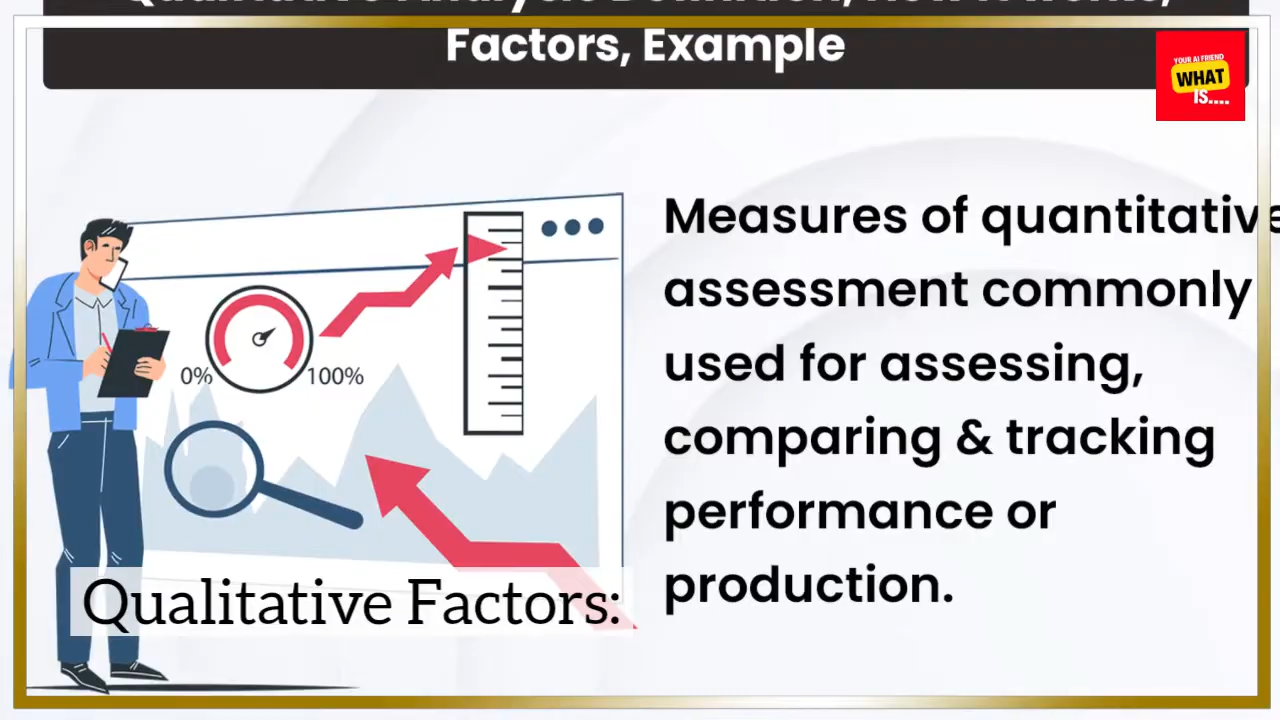 Factors, Example
YOUR AI FRIEND
WHAT
IS....
Measures of quantitative
assessment commonly
used for assessing,
comparing & tracking
performance or
production.
0%
100%
Qualitative Factors: